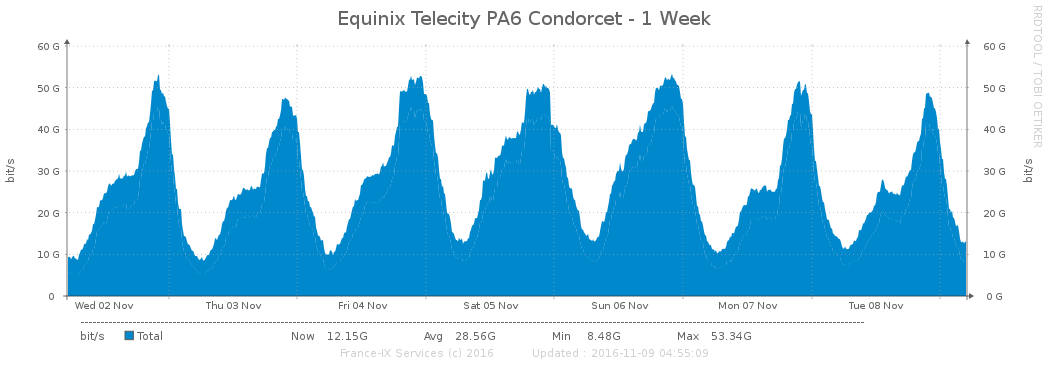 Equinix Telecity PA6 Condorcet - 1 Week
RRDTOOL / TOBI OETIKER
60 G 60 G
50 G 50 G
40 G 40 G
30 G 30 G
20 G 20 G
10 G 10 G
0 0 G
bit/s bit/s
Wed 02 Nov Thu 03 Nov Fri 04 Nov Sat 05 Nov Sun 06 Nov Mon 07 Nov Tue 08 Nov
bit/s Total Now 12.15G Avg 28.56G Min 8.48G Max 53.34G
France-IX Services (c) 2016 Updated : 2016-11-09 04:55:09